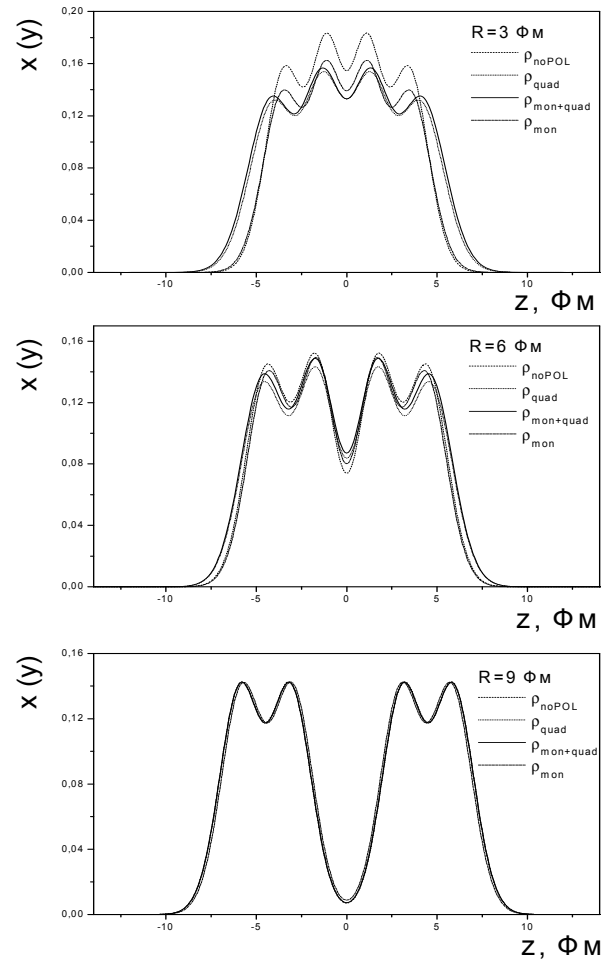 x (y)
0,20
0,16
0,12
0,08
0,04
0,00
-10
-5
0
5
10
z, Фм
R=3 Фм
ρnoPOL
ρquad
ρmon+quad
ρmon
x (y)
0,16
0,12
0,08
0,04
0,00
-10
-5
0
5
10
z, Фм
R=6 Фм
ρnoPOL
ρquad
ρmon+quad
ρmon
x (y)
0,16
0,12
0,08
0,04
0,00
-10
-5
0
5
10
z, Фм
R=9 Фм
ρnoPOL
ρquad
ρmon+quad
ρmon